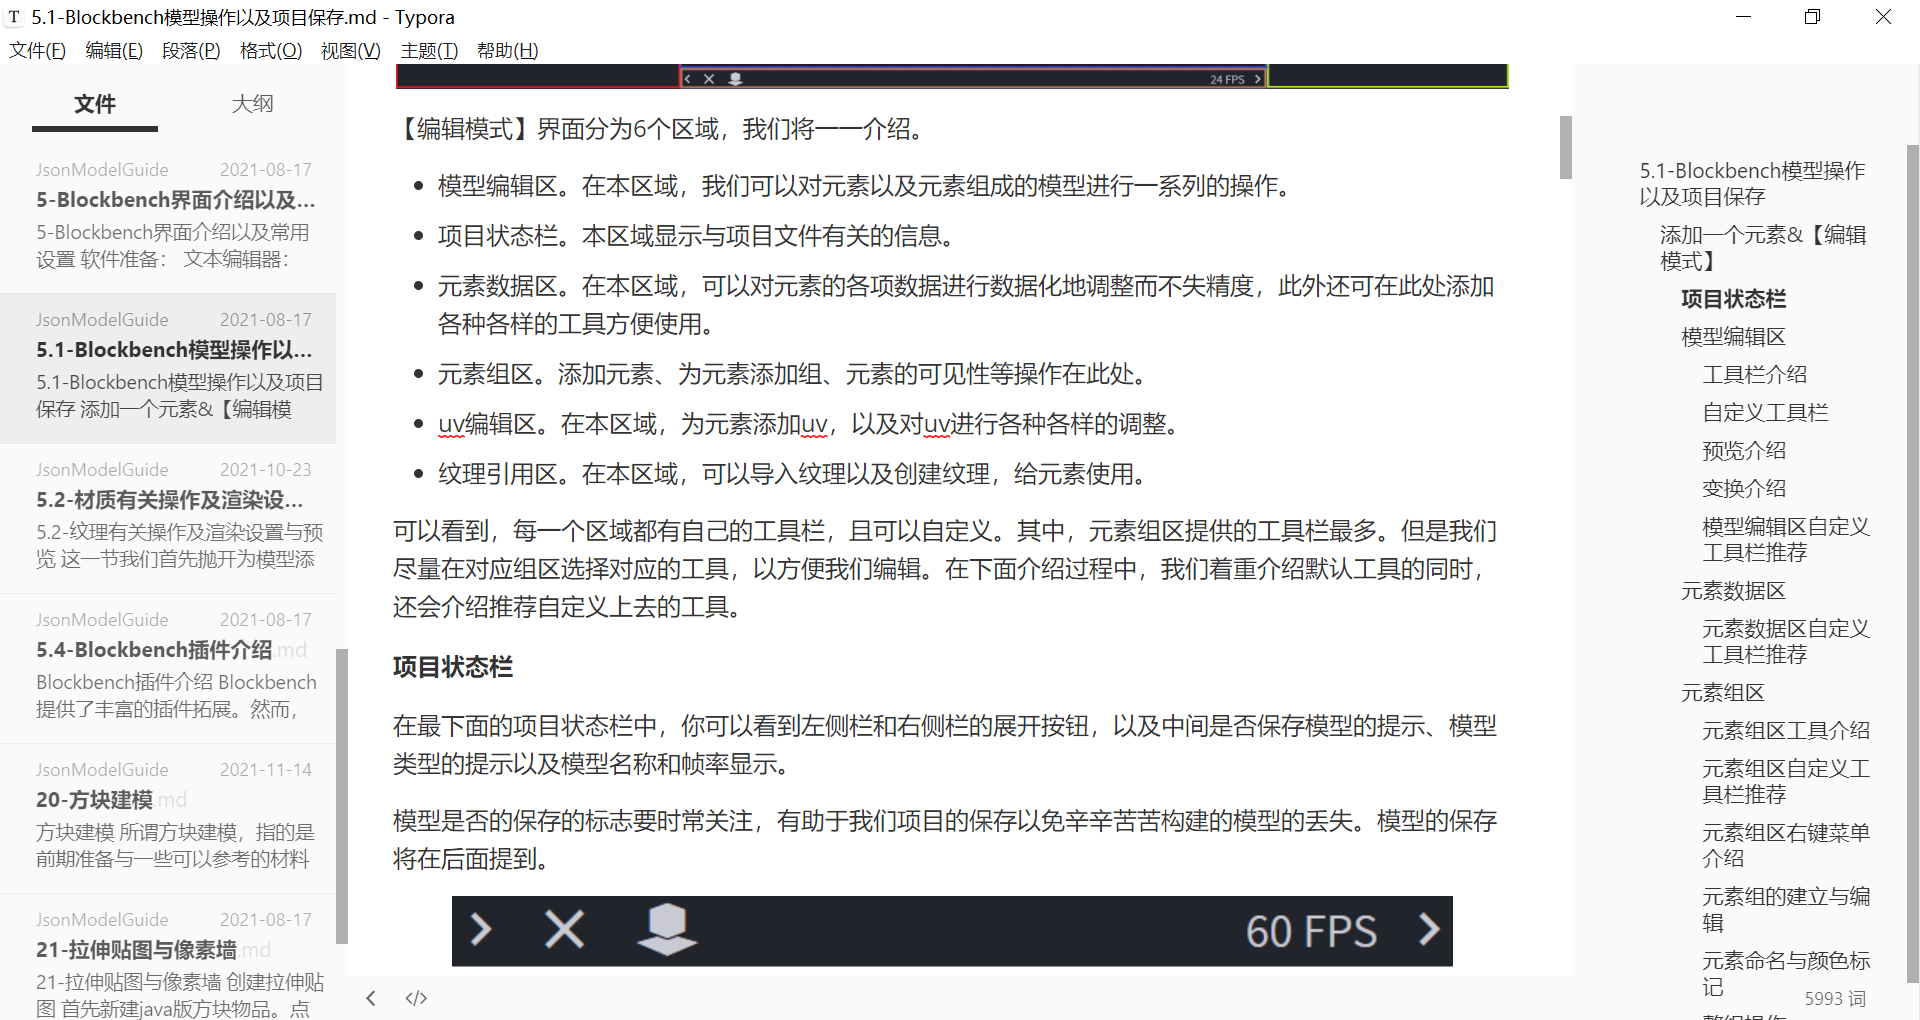 T 5.1-Blockbench模型操作以及项目保存.md - Typora
文件(F) 编辑(E) 段落(P) 格式(O) 视图(V) 主题(T) 帮助(H)
文件 大纲
JsonModelGuide 2021-08-17
5-Blockbench界面介绍以及...
5-Blockbench界面介绍以及常用
设置 软件准备： 文本编辑器：
JsonModelGuide 2021-08-17
5.1-Blockbench模型操作以...
5.1-Blockbench模型操作以及项目
保存 添加一个元素&【编辑模
JsonModelGuide 2021-10-23
5.2-材质有关操作及渲染设...
5.2-纹理有关操作及渲染设置与预
览 这一节我们首先抛开为模型添
JsonModelGuide 2021-08-17
5.4-Blockbench插件介绍.md
Blockbench插件介绍 Blockbench
提供了丰富的插件拓展。然而，
JsonModelGuide 2021-11-14
20-方块建模.md
方块建模 所谓方块建模，指的是
前期准备与一些可以参考的材料
JsonModelGuide 2021-08-17
21-拉伸贴图与像素墙.md
21-拉伸贴图与像素墙 创建拉伸贴
图 首先新建java版方块物品。点
24 FPS
【编辑模式】界面分为6个区域，我们将一一介绍。
模型编辑区。在本区域，我们可以对元素以及元素组成的模型进行一系列的操作。
项目状态栏。本区域显示与项目文件有关的信息。
元素数据区。在本区域，可以对元素的各项数据进行数据化地调整而不失精度，此外还可在此处添加
各种各样的工具方便使用。
元素组区。添加元素、为元素添加组、元素的可见性等操作在此处。
uv编辑区。在本区域，为元素添加uv，以及对uv进行各种各样的调整。
纹理引用区。在本区域，可以导入纹理以及创建纹理，给元素使用。
可以看到，每一个区域都有自己的工具栏，且可以自定义。其中，元素组区提供的工具栏最多。但是我们
尽量在对应组区选择对应的工具，以方便我们编辑。在下面介绍过程中，我们着重介绍默认工具的同时，
还会介绍推荐自定义上去的工具。
项目状态栏
在最下面的项目状态栏中，你可以看到左侧栏和右侧栏的展开按钮，以及中间是否保存模型的提示、模型
类型的提示以及模型名称和帧率显示。
模型是否的保存的标志要时常关注，有助于我们项目的保存以免辛辛苦苦构建的模型的丢失。模型的保存
将在后面提到。
60 FPS
5.1-Blockbench模型操作
以及项目保存
添加一个元素&【编辑
模式】
项目状态栏
模型编辑区
工具栏介绍
自定义工具栏
预览介绍
变换介绍
模型编辑区自定义
工具栏推荐
元素数据区
元素数据区自定义
工具栏推荐
元素组区
元素组区工具介绍
元素组区自定义工
具栏推荐
元素组区右键菜单
介绍
元素组的建立与编
辑
元素命名与颜色标
记
5993 词